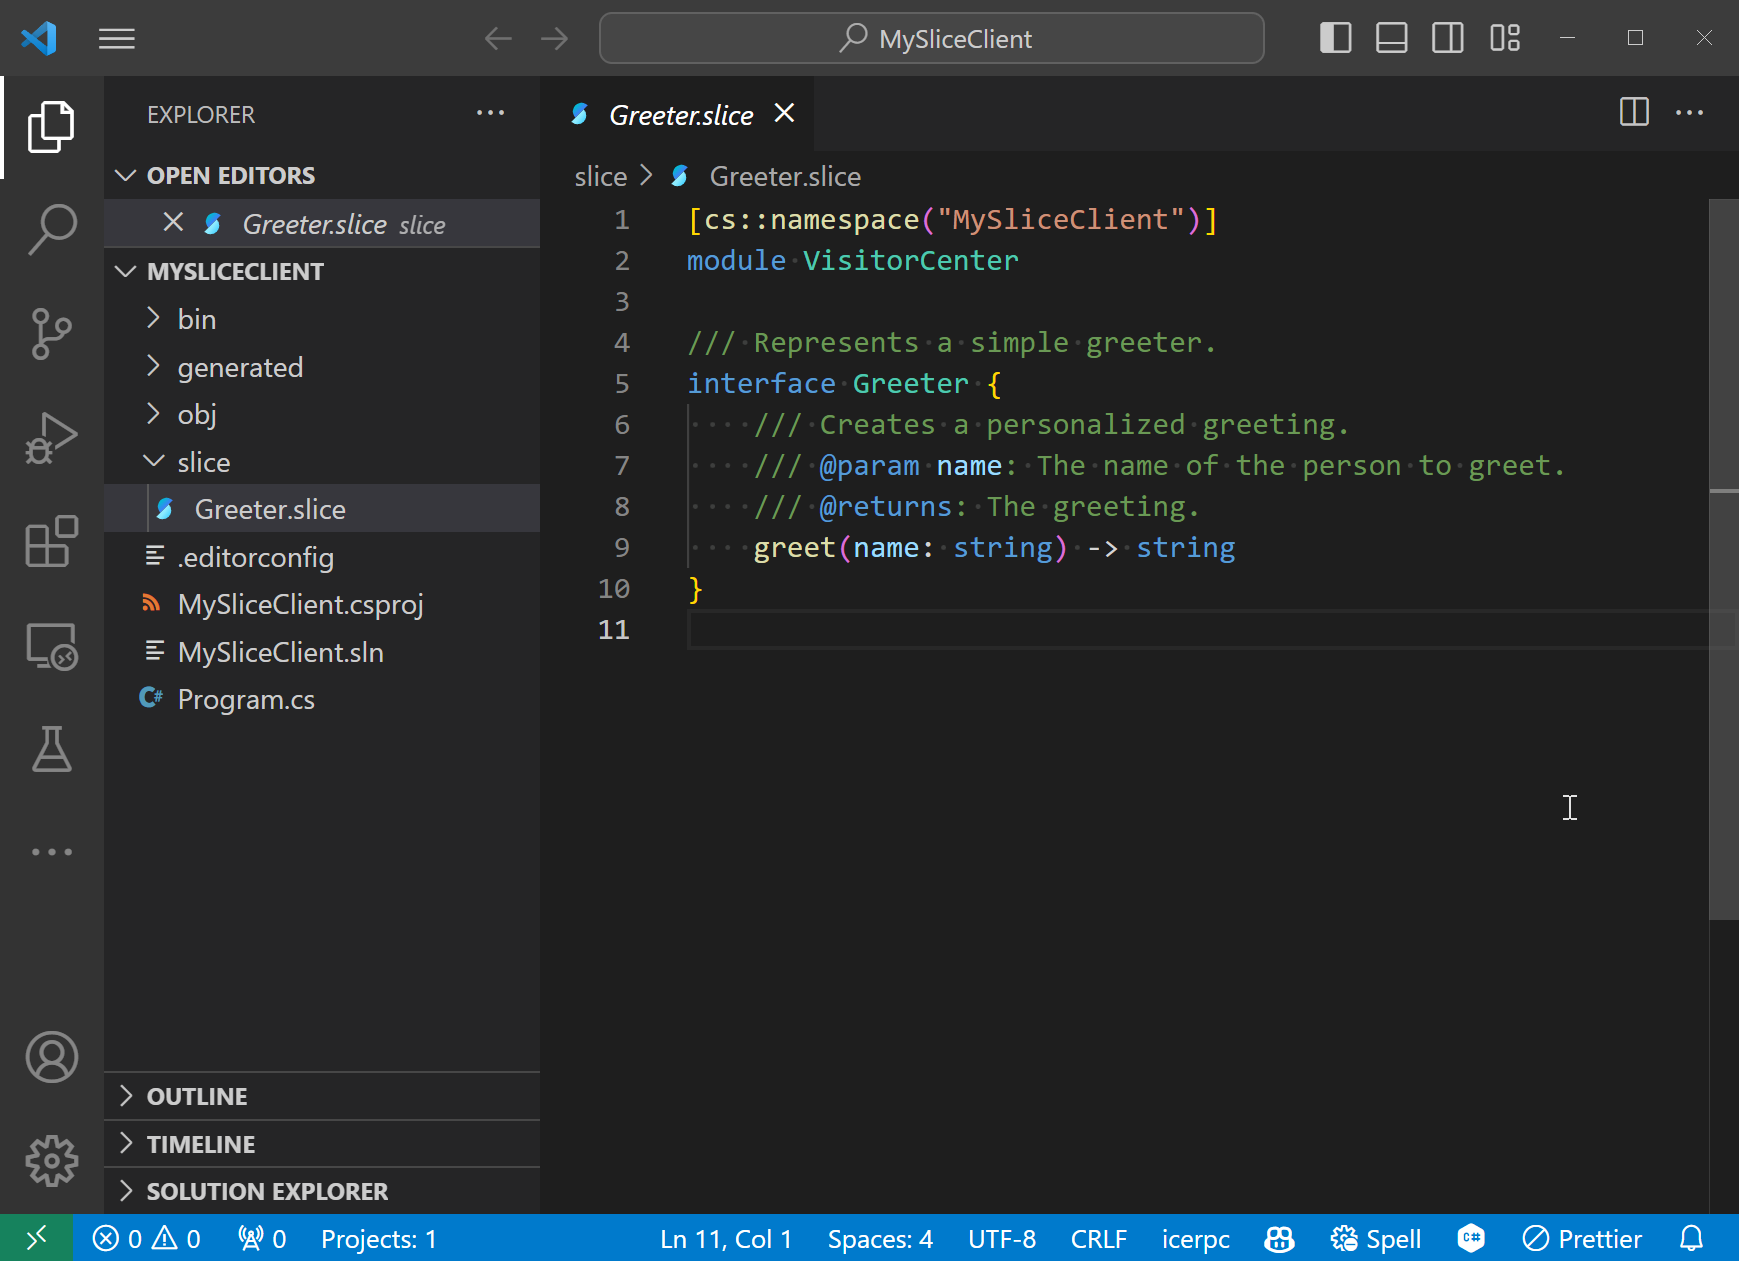 MySliceClient
EXPLORER
OPEN EDITORS
Greeter.slice slice
MYSLICECLIENT
bin
generated
obj
slice
Greeter.slice
.editorconfig
MySliceClient.csproj
MySliceClient.sln
C# Program.cs
OUTLINE
TIMELINE
SOLUTION EXPLORER
Greeter.slice
slice > Greeter.slice
1 [cs::namespace("MySliceClient")]
2 module VisitorCenter
3
4 /// Represents a simple greeter.
5 interface Greeter {
6 /// Creates a personalized greeting.
7 /// @param name: The name of the person to greet.
8 /// @returns: The greeting.
9 greet(name: string) -> string
10 }
11
0 0 0 Projects: 1 Ln 11, Col 1 Spaces: 4 UTF-8 CRLF icerpc Spell C# Prettier